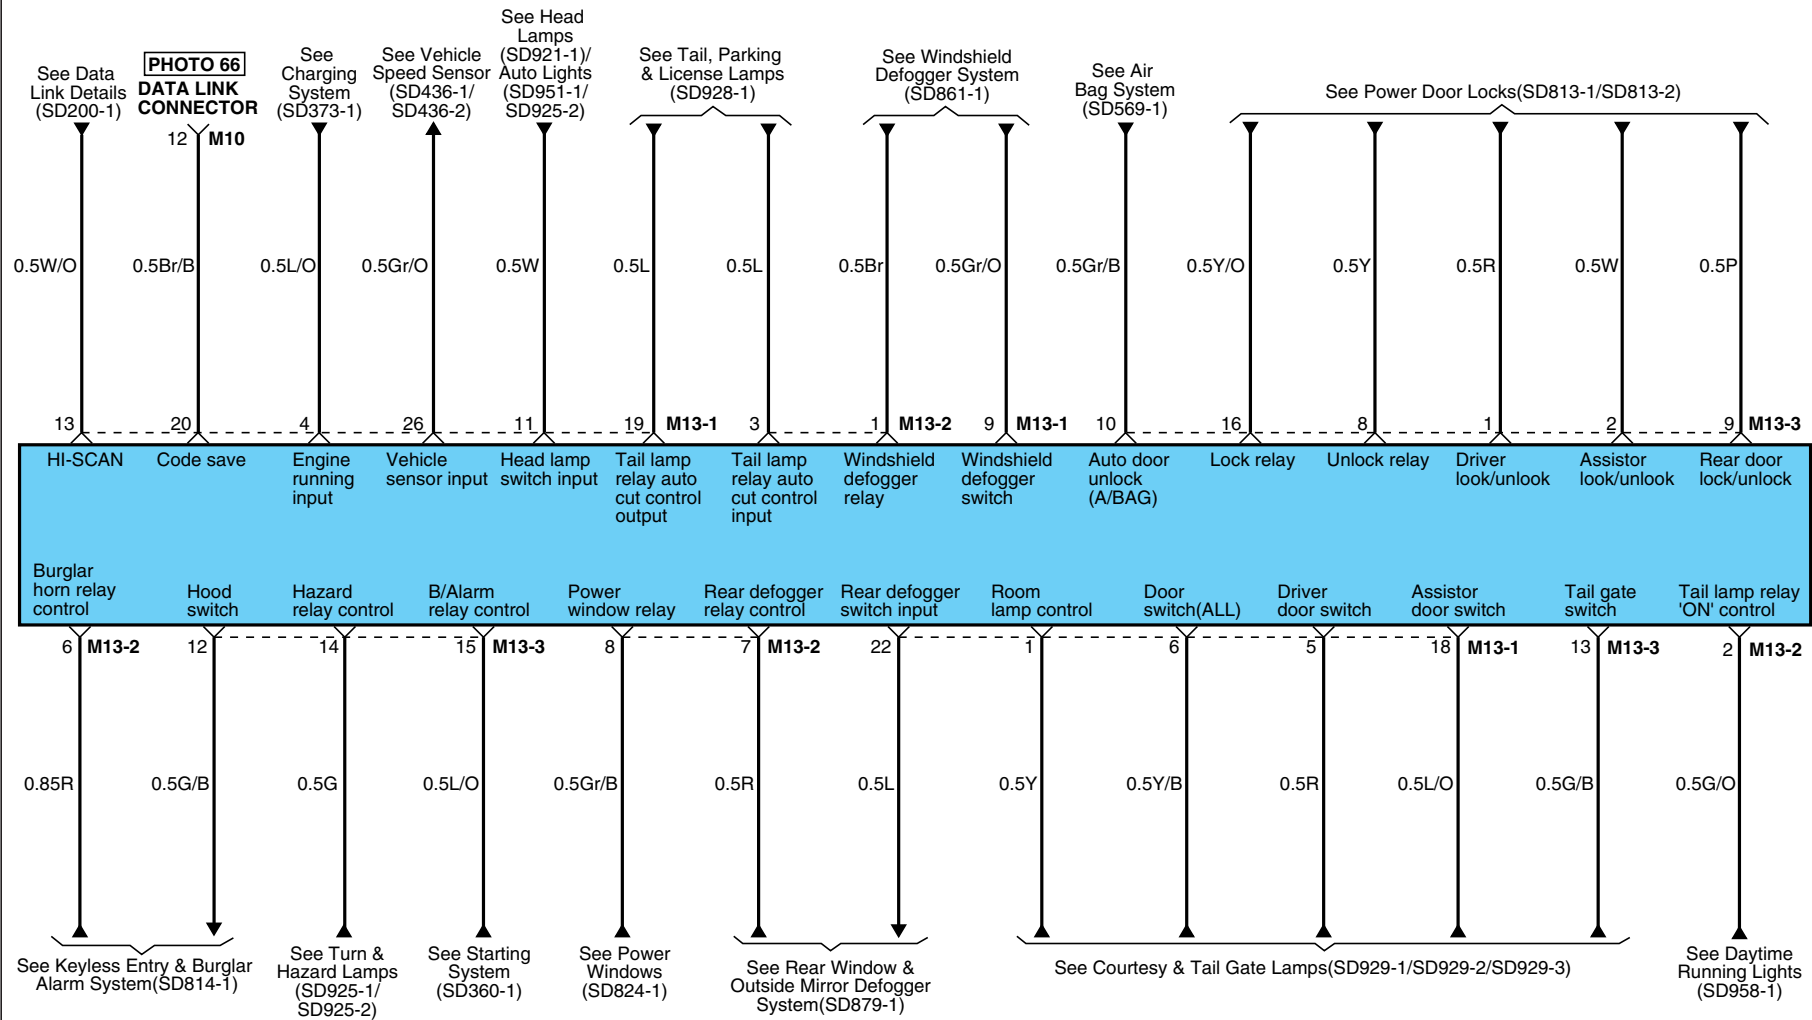 See Data
Link Details
(SD200-1)
PHOTO 66
DATA LINK
CONNECTOR
12 M10
See
Charging
System
(SD373-1)
See Vehicle
Speed Sensor
(SD436-1/
SD436-2)
See Head
Lamps
(SD921-1)/
Auto Lights
(SD951-1/
SD925-2)
See Tail, Parking
& License Lamps
(SD928-1)
See Windshield
Defogger System
(SD861-1)
See Air
Bag System
(SD569-1)
See Power Door Locks(SD813-1/SD813-2)
0.5W/O 0.5Br/B 0.5L/O 0.5Gr/O 0.5W 0.5L 0.5L 0.5Br 0.5Gr/O 0.5Gr/B 0.5Y/O 0.5Y 0.5R 0.5W 0.5P
13 20 4 26 11 19 M13-1 3 1 M13-2 9 M13-1 10 16 8 1 2 9 M13-3
HI-SCAN
Code save
Engine
running
input
Vehicle
sensor input
Head lamp
switch input
Tail lamp
relay auto
cut control
output
Tail lamp
relay auto
cut control
input
Windshield
defogger
relay
Windshield
defogger
switch
Auto door
unlock
(A/BAG)
Lock relay
Unlock relay
Driver
look/unlook
Assistor
look/unlook
Rear door
lock/unlock
Burglar
horn relay
control
Hood
switch
Hazard
relay control
B/Alarm
relay control
Power
window relay
Rear defogger
relay control
Rear defogger
switch input
Room
lamp control
Door
switch(ALL)
Driver
door switch
Assistor
door switch
Tail gate
switch
Tail lamp relay
'ON' control
6 M13-2 12 14 15 M13-3 8 7 M13-2 22 1 6 5 18 M13-1 13 M13-3 2 M13-2
0.85R 0.5G/B 0.5G 0.5L/O 0.5Gr/B 0.5R 0.5L 0.5Y 0.5Y/B 0.5R 0.5L/O 0.5G/B 0.5G/O
See Keyless Entry & Burglar
Alarm System(SD814-1)
See Turn &
Hazard Lamps
(SD925-1/
SD925-2)
See Starting
System
(SD360-1)
See Power
Windows
(SD824-1)
See Rear Window &
Outside Mirror Defogger
System(SD879-1)
See Courtesy & Tail Gate Lamps(SD929-1/SD929-2/SD929-3)
See Daytime
Running Lights
(SD958-1)